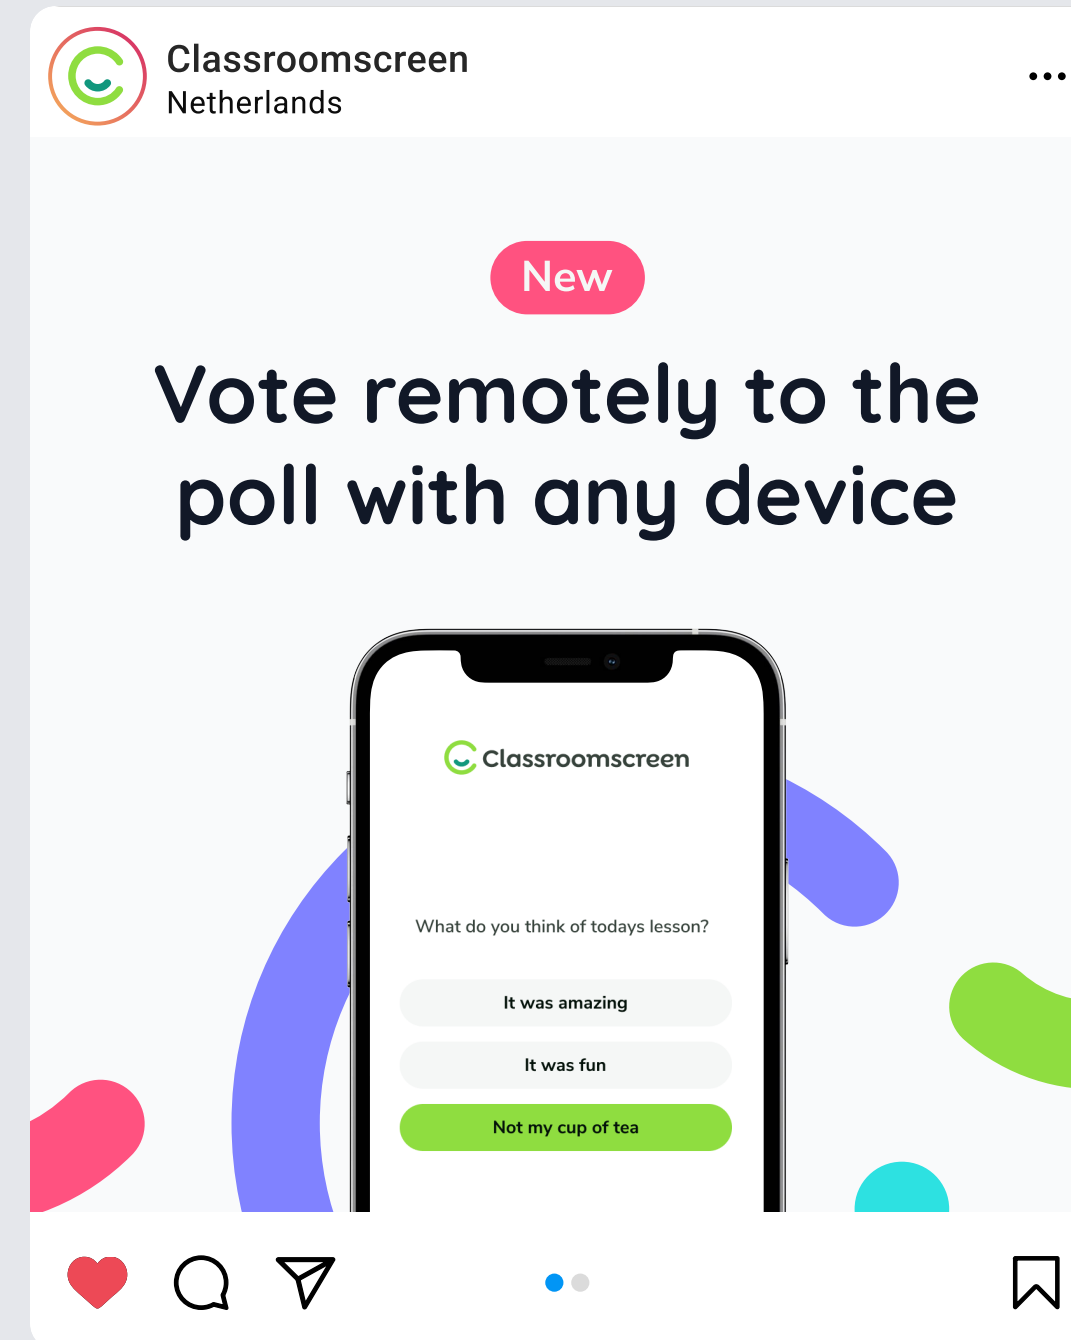 Classroomscreen
Netherlands
New
Vote remotely to the
poll with any device
Classroomscreen
What do you think of todays lesson?
It was amazing
It was fun
Not my cup of tea